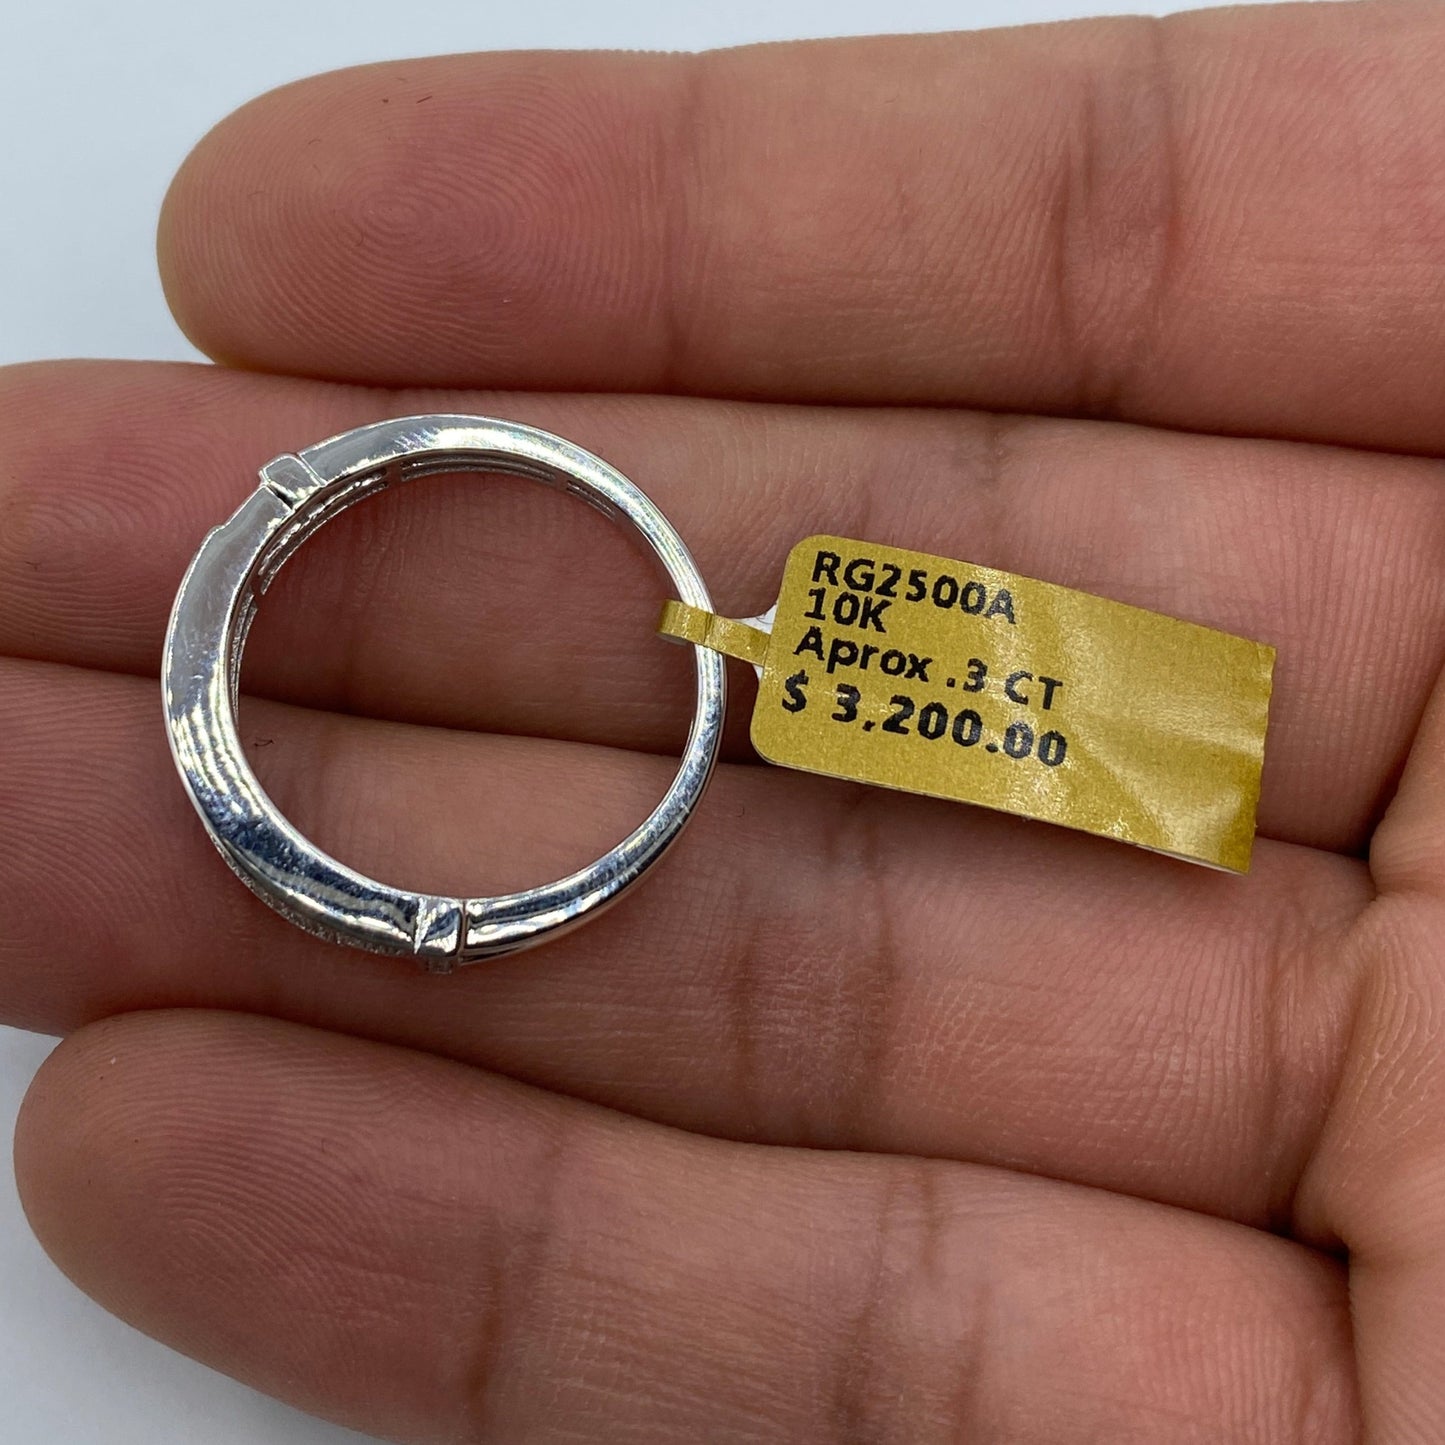 RG2500A
10K
Aprox .3 CT
$ 3,200.00